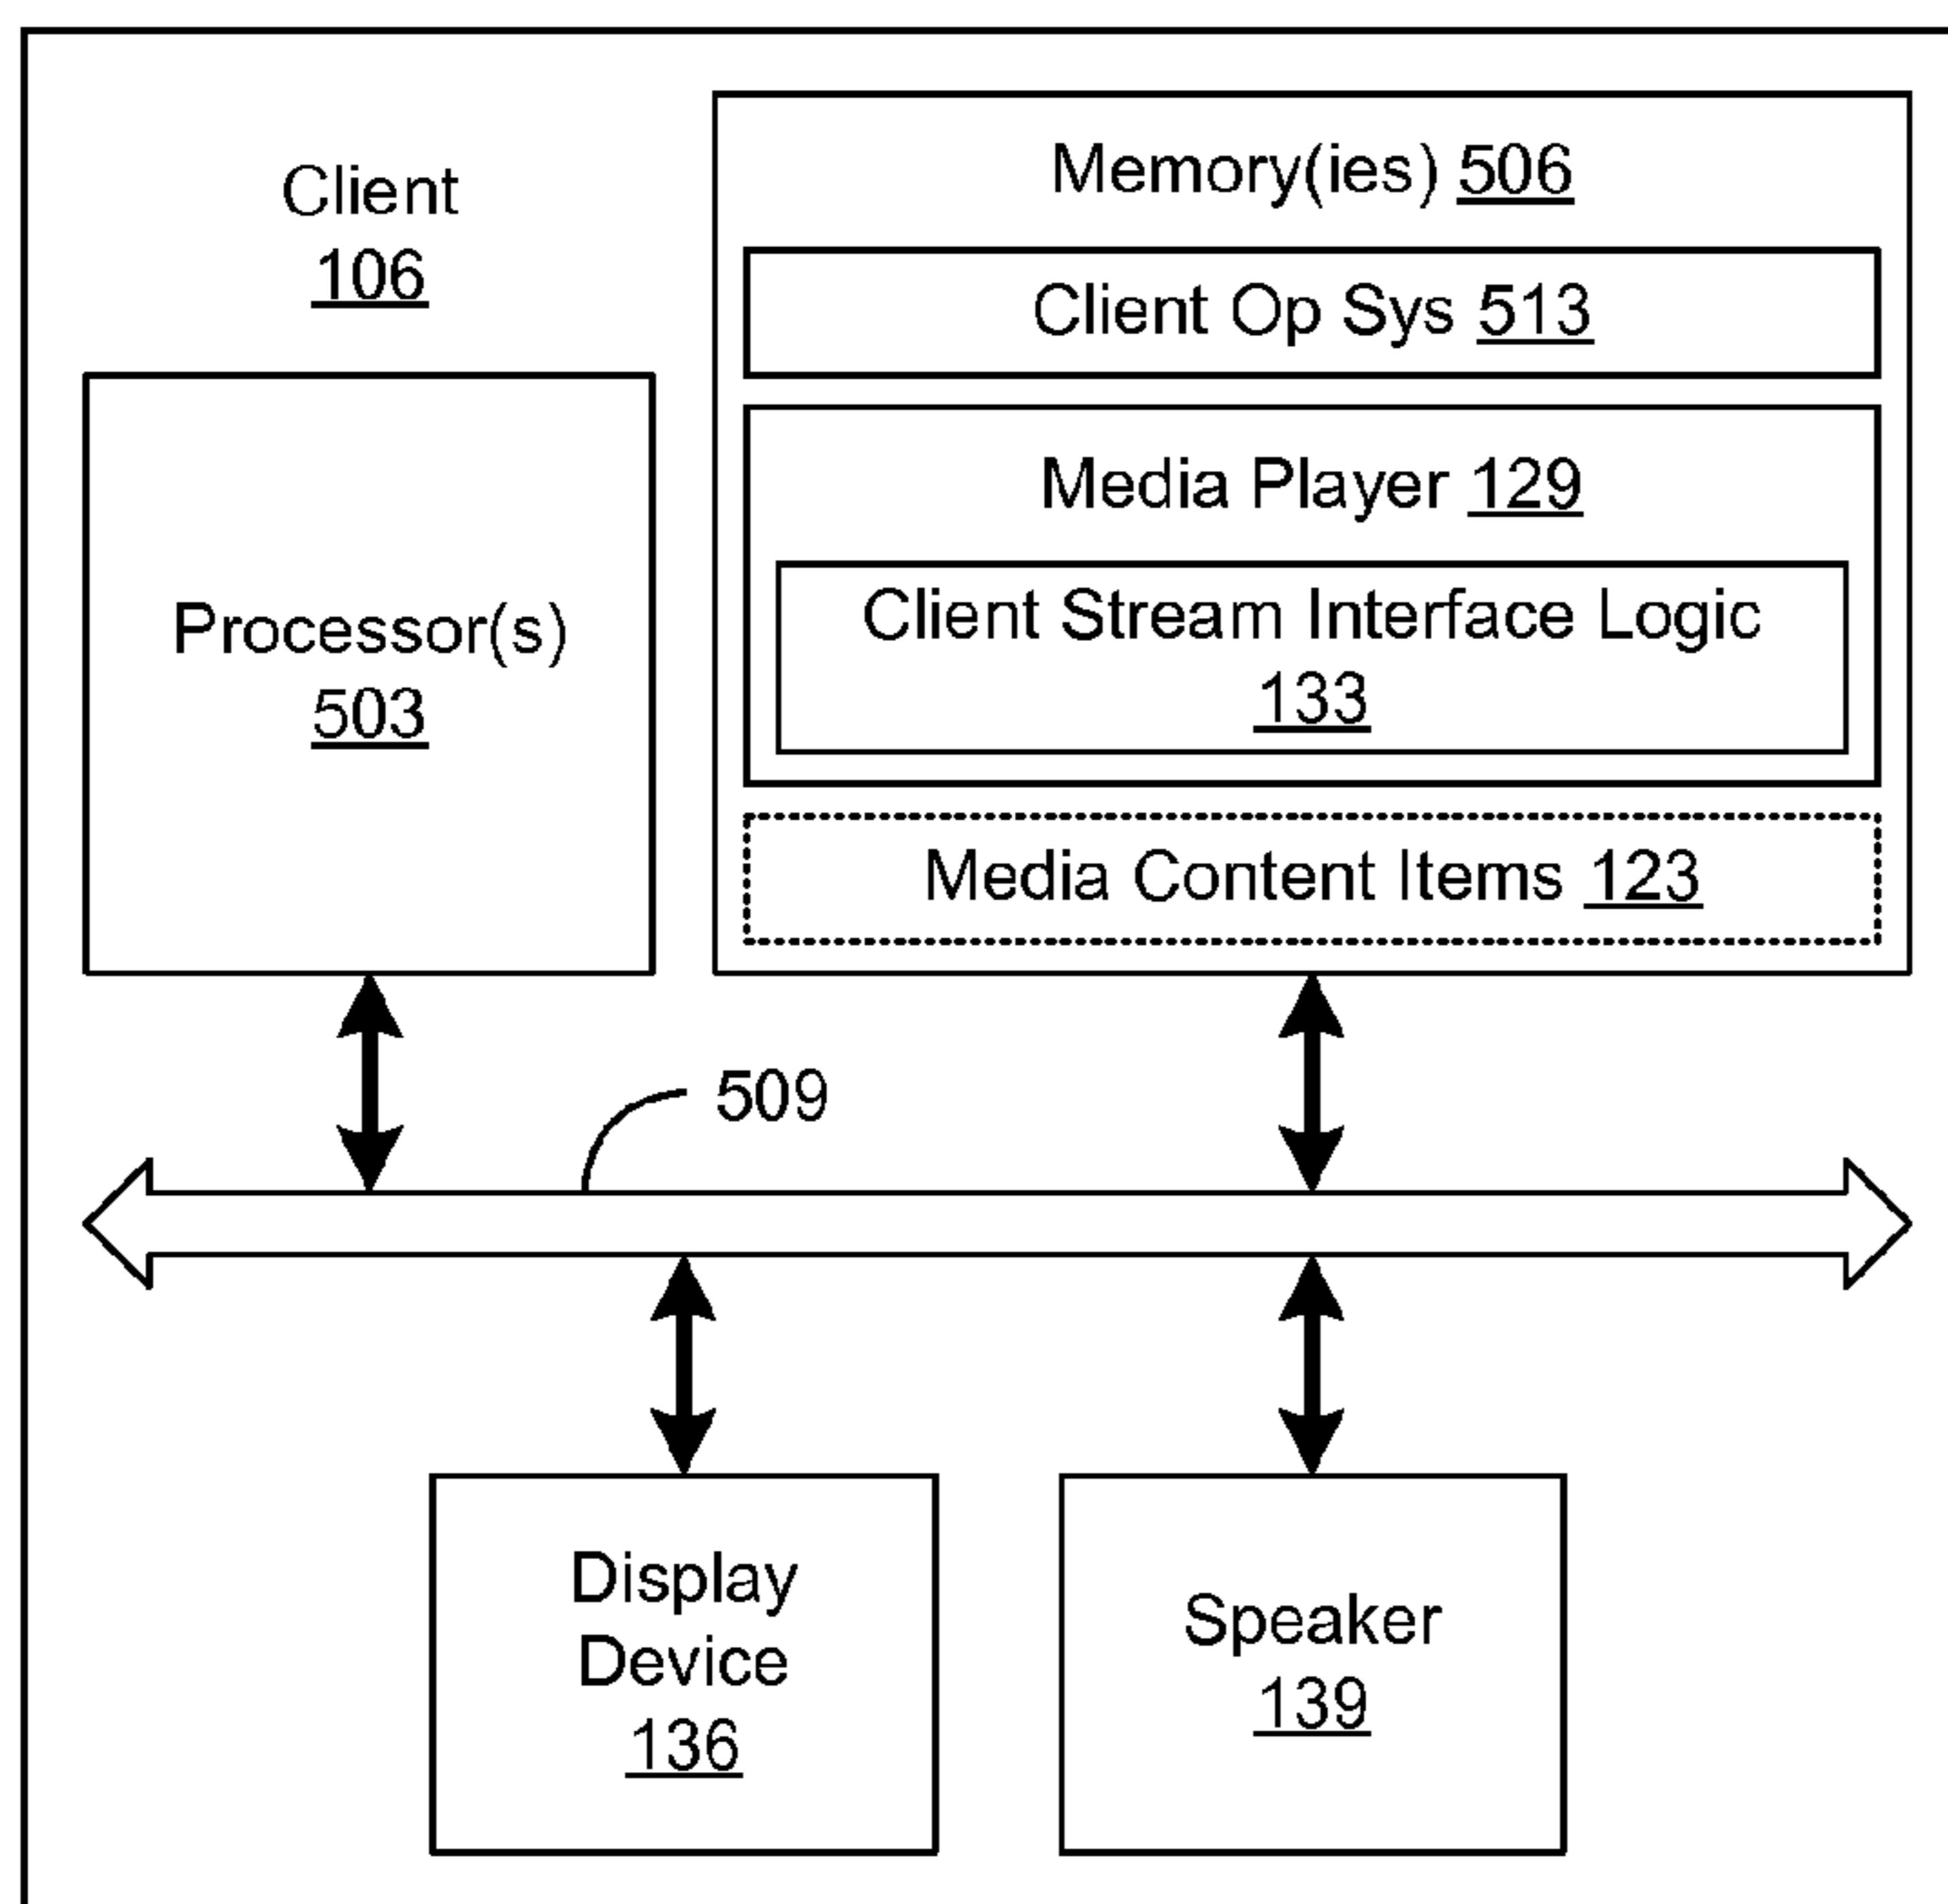 Client
106
Memory(ies) 506
Client Op Sys 513
Media Player 129
Client Stream Interface Logic
133
Media Content Items 123
Processor(s)
503
509
Display
Device
136
Speaker
139